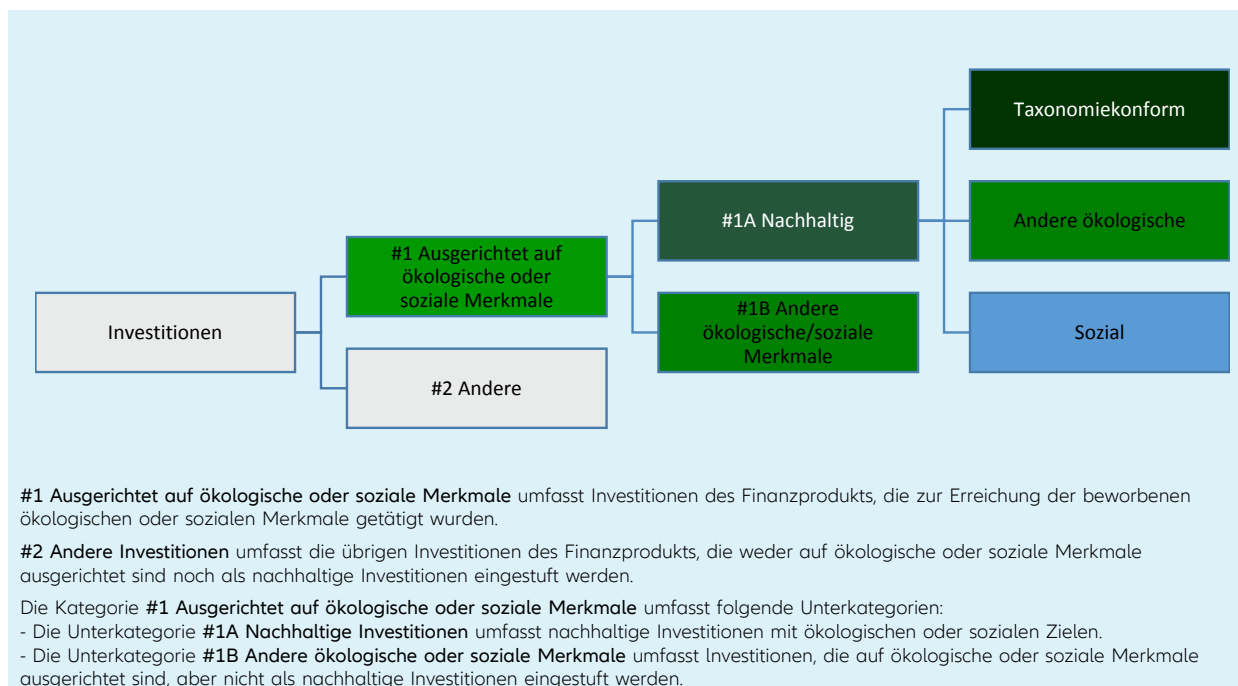 Taxonomiekonform
#1A Nachhaltig
Andere ökologische
#1 Ausgerichtet auf
ökologische oder
soziale Merkmale
Investitionen
#1B Andere
ökologische/soziale
Merkmale
Sozial
#2 Andere
#1 Ausgerichtet auf ökologische oder soziale Merkmale umfasst Investitionen des Finanzprodukts, die zur Erreichung der beworbenen
ökologischen oder sozialen Merkmale getätigt wurden.
#2 Andere Investitionen umfasst die übrigen Investitionen des Finanzprodukts, die weder auf ökologische oder soziale Merkmale
ausgerichtet sind noch als nachhaltige Investitionen eingestuft werden.
Die Kategorie #1 Ausgerichtet auf ökologische oder soziale Merkmale umfasst folgende Unterkategorien:
- Die Unterkategorie #1A Nachhaltige Investitionen umfasst nachhaltige Investitionen mit ökologischen oder sozialen Zielen.
- Die Unterkategorie #1B Andere ökologische oder soziale Merkmale umfasst Investitionen, die auf ökologische oder soziale Merkmale
ausgerichtet sind, aber nicht als nachhaltige Investitionen eingestuft werden.